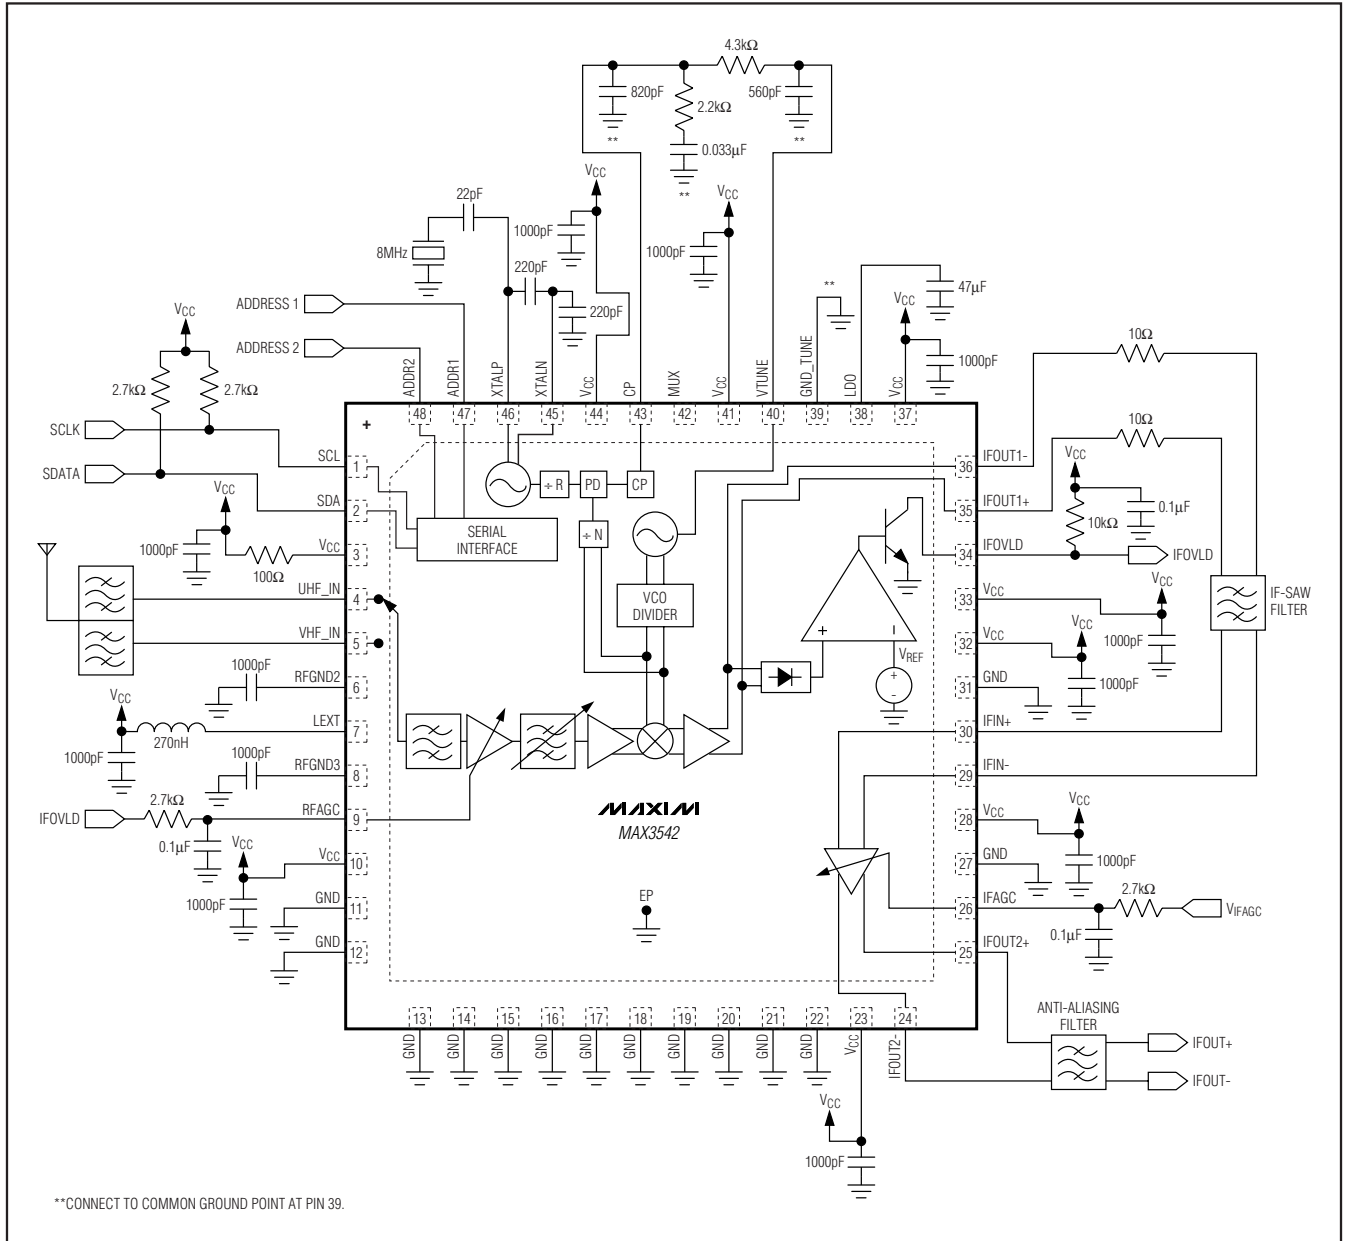 4.3kΩ
820pF
2.2kΩ
560pF
**
**
0.033µF
**
VCC
VCC
22pF
1000pF
1000pF
8MHz
220pF
220pF
**
47µF
VCC
1000pF
10Ω
ADDRESS 1
ADDRESS 2
VCC
2.7kΩ
2.7kΩ
SCLK
SDATA
ADDR2
ADDR1
XTALP
XTALN
VCC
CP
MUX
VCC
VTUNE
GND_TUNE
LDO
VCC
48
47
46
45
44
43
42
41
40
39
38
37
+
10Ω
SCL
1
SDA
2
VCC
3
UHF_IN
4
VHF_IN
5
RFGND2
6
LEXT
7
RFGND3
8
RFAGC
9
VCC
10
GND
11
GND
12
VCC
1000pF
100Ω
1000pF
VCC
270nH
1000pF
1000pF
IFOVLD
2.7kΩ
0.1µF
VCC
1000pF
÷ R
PD
CP
÷ N
SERIAL
INTERFACE
VCO
DIVIDER
+
−
VREF
+
-
MAXIM
MAX3542
EP
36
IFOUT1-
35
IFOUT1+
34
IFOVLD
33
VCC
32
VCC
31
GND
30
IFIN+
29
IFIN-
28
VCC
27
GND
26
IFAGC
25
IFOUT2+
VCC
0.1µF
10kΩ
IFOVLD
VCC
1000pF
VCC
1000pF
IF-SAW
FILTER
VCC
1000pF
2.7kΩ
VIFAGC
0.1µF
13
14
15
16
17
18
19
20
21
22
23
24
GND
GND
GND
GND
GND
GND
GND
GND
GND
GND
VCC
IFOUT2-
ANTI-ALIASING
FILTER
IFOUT+
IFOUT-
VCC
1000pF
**CONNECT TO COMMON GROUND POINT AT PIN 39.